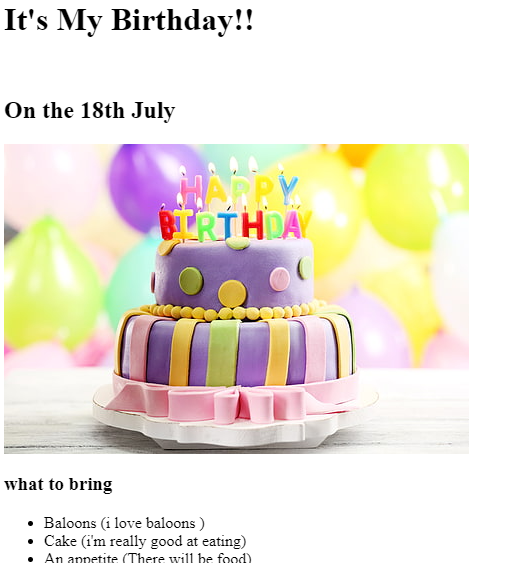 It's My Birthday!!
On the 18th July
HAPPY
BIRTHDAY
what to bring
Baloons (i love baloons )
Cake (i'm really good at eating)
An appetite (There will be food)